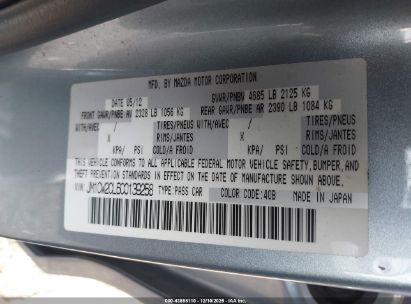 MFD. BY MAZDA MOTOR CORPORATION
DATE 05/12 GVWR/PNBV 4685 LB 2125 KG
FRONT GAWR/PNBE AV 2328 LB 1056 KG REAR GAWR/PNBE AR 2390 LB 1084 KG
WITH/AVEC / TIRES/PNEUS WITH/AVEC / TIRES/PNEUS
X RIMS/JANTES X RIMS/JANTES
KPA/ PSI COLD/A FROID KPA/ PSI COLD/A FROID
THIS VEHICLE CONFORMS TO ALL APPLICABLE FEDERAL MOTOR VEHICLE SAFETY, BUMPER, AND
THEFT PREVENTION STANDARDS IN EFFECT ON THE DATE OF MANUFACTURE SHOWN ABOVE.
VIN: TYPE: PASS CAR COLOR CODE: 40B MADE IN JAPAN